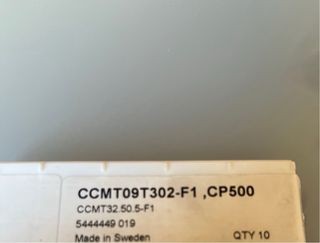 CCMT09T302-F1 ,CP500
CCMT32.50.5-F1
5444449 019
Made in Sweden QTY 10